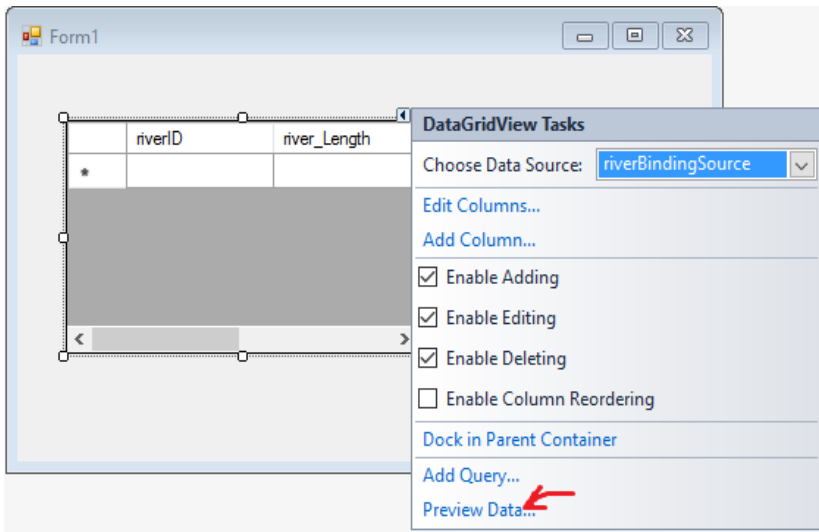 Form1
riverID river_Length
*
DataGridView Tasks
Choose Data Source: riverBindingSource
Edit Columns...
Add Column...
Enable Adding
Enable Editing
Enable Deleting
Enable Column Reordering
Dock in Parent Container
Add Query...
Preview Data...